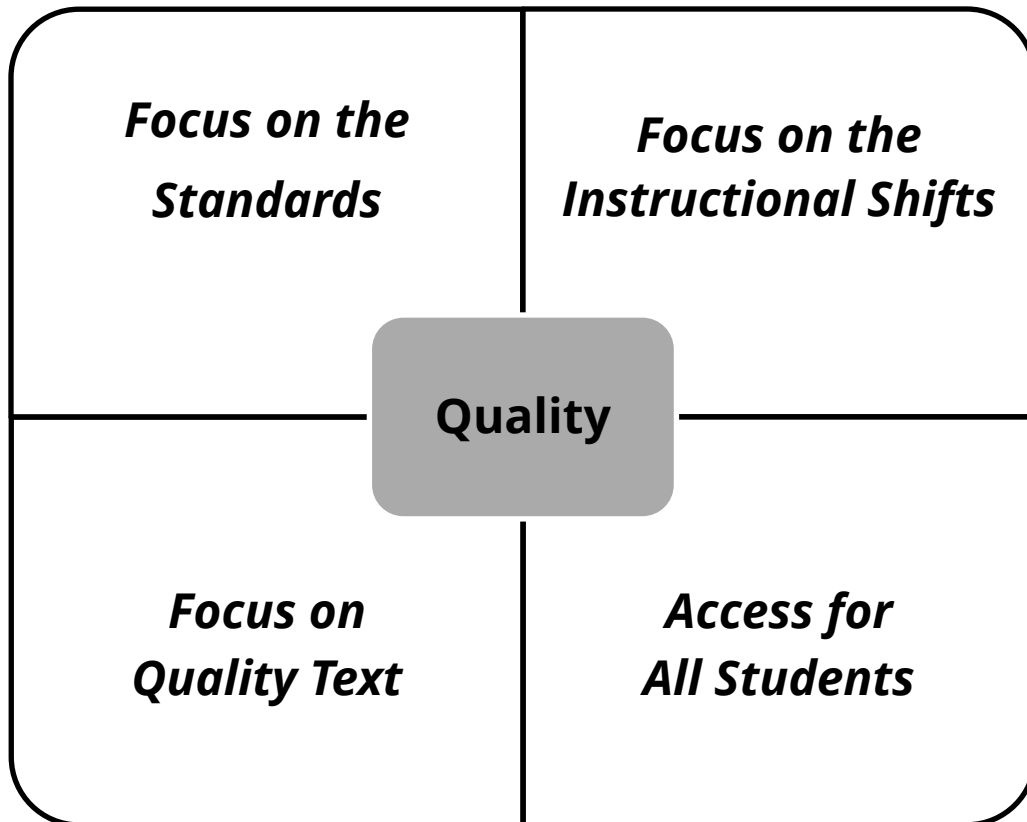 Focus on the
Standards
Focus on the
Instructional Shifts
Quality
Focus on
Quality Text
Access for
All Students